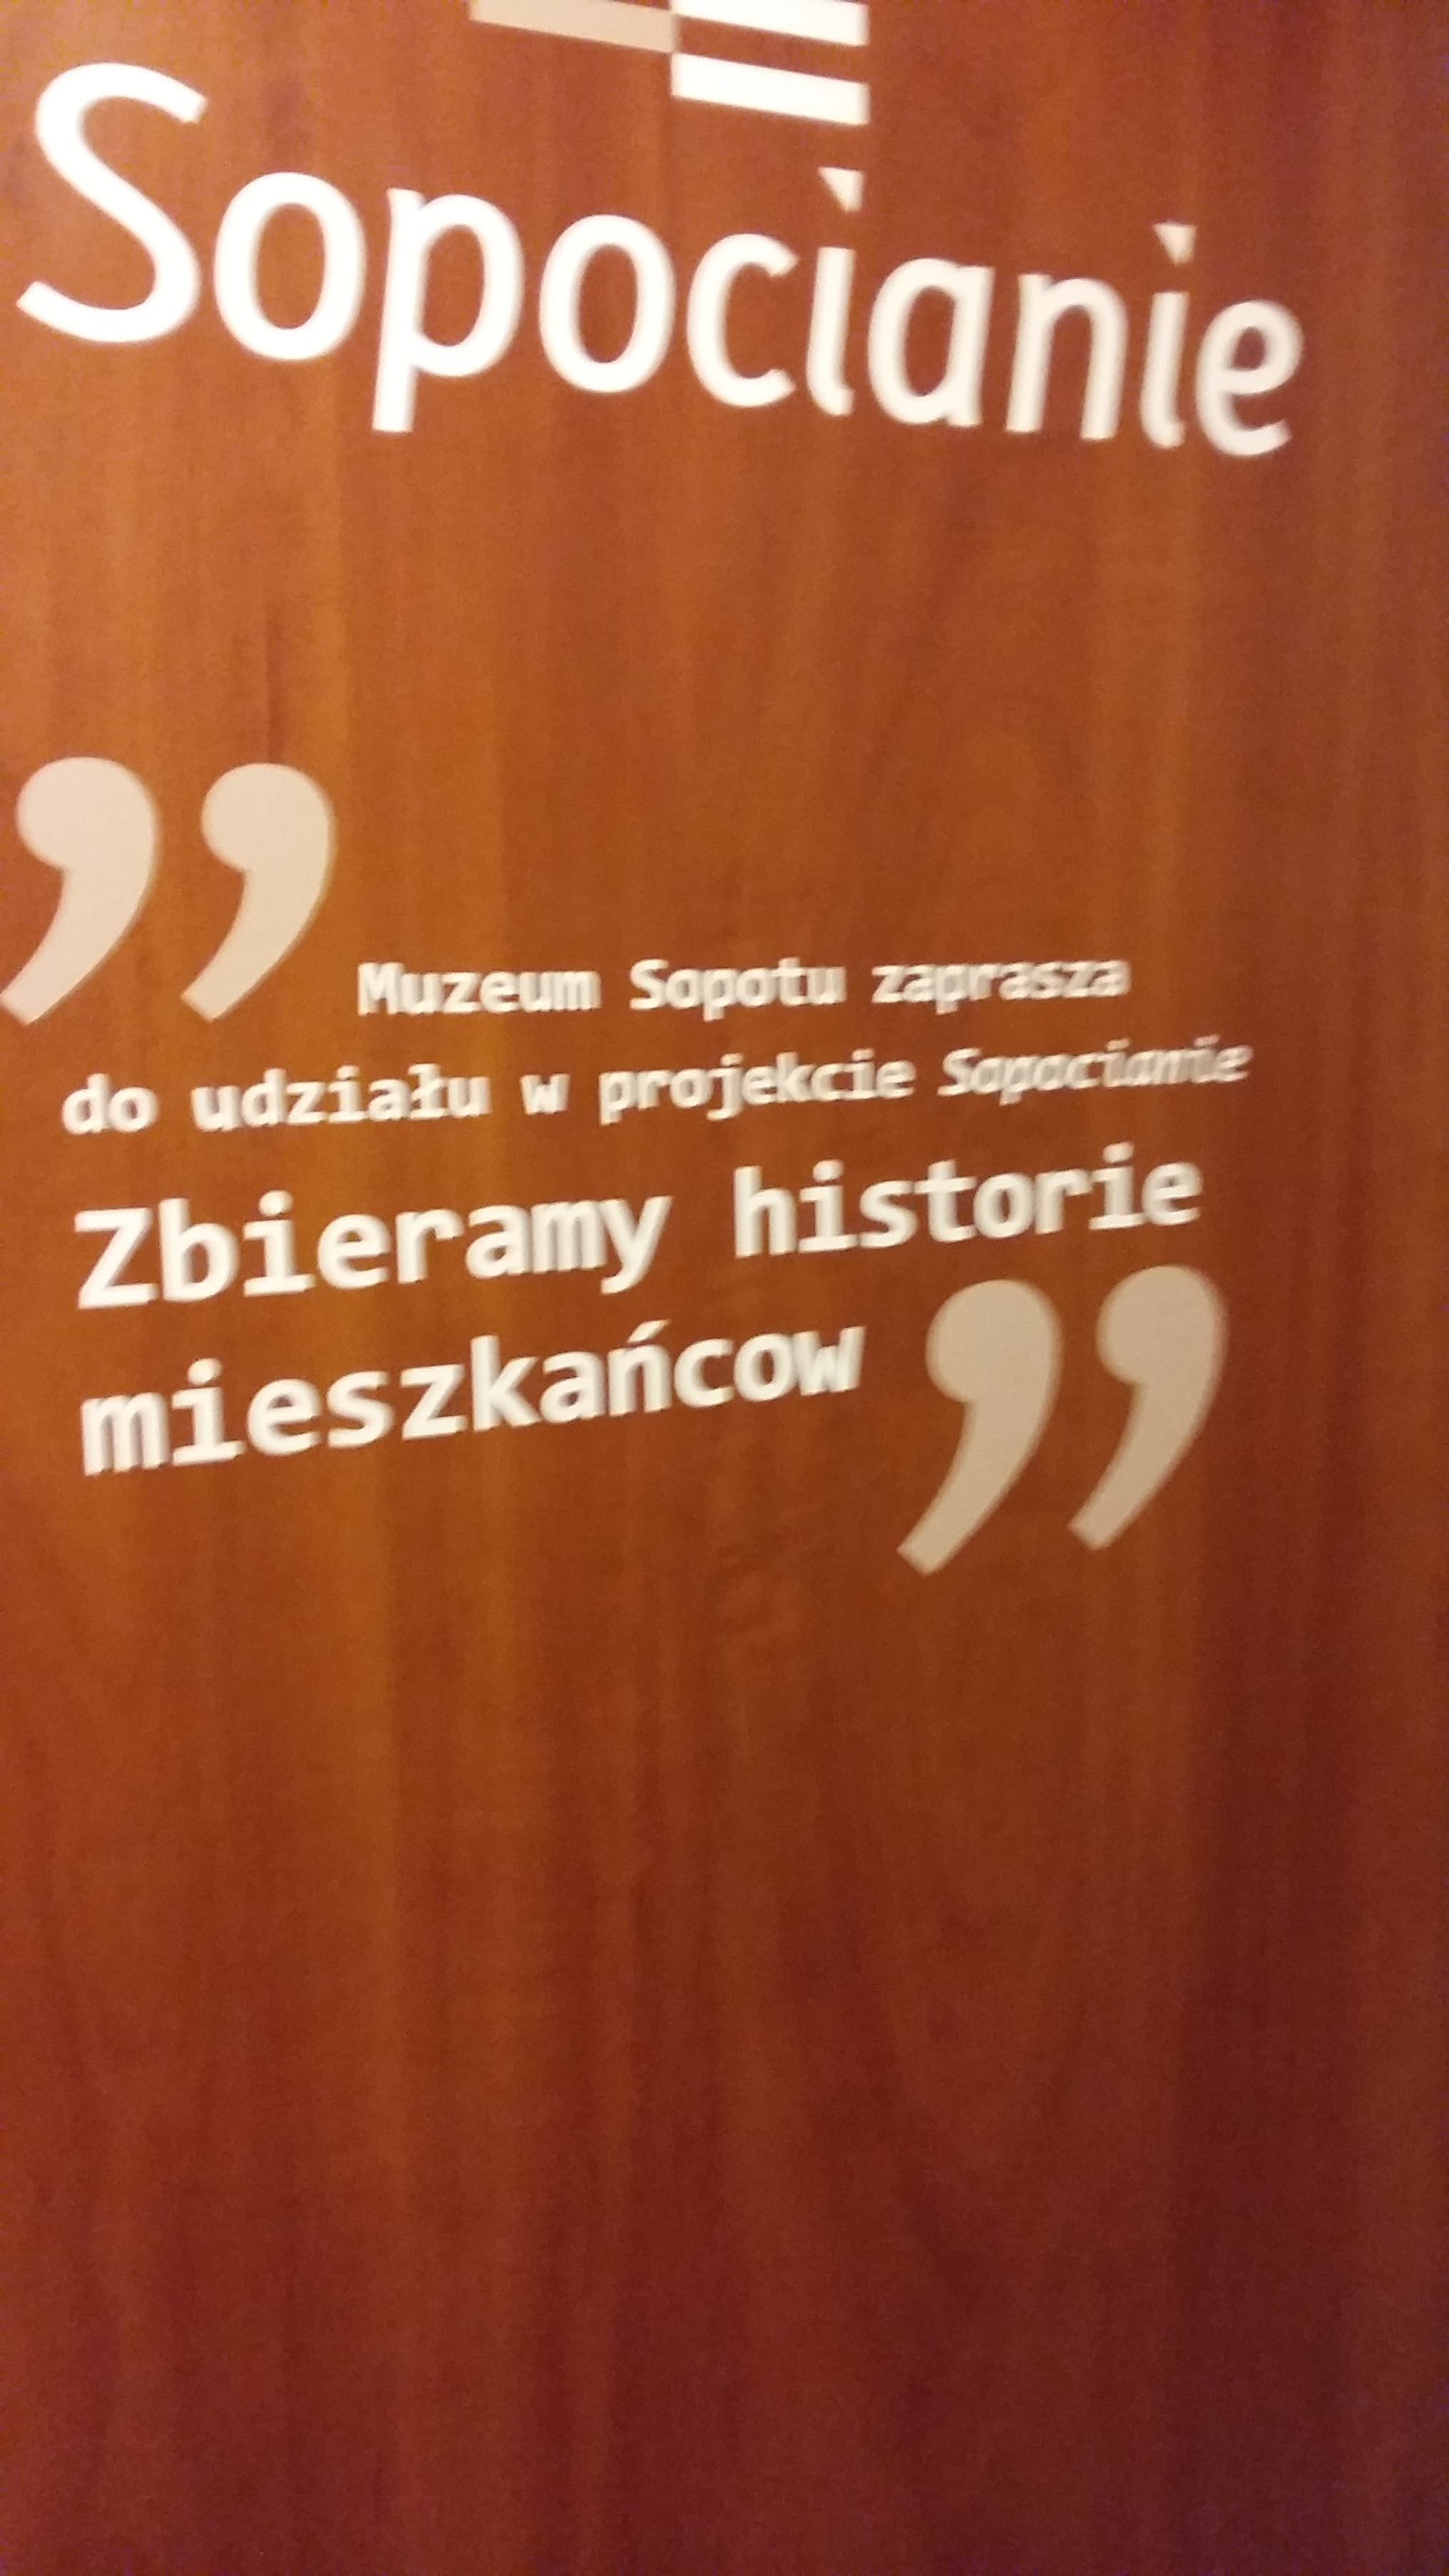 Sopocianie
” Muzeum Sopotu zaprasza
do udziału w projekcie Sopocianie
Zbieramy historie
mieszkańcow ”